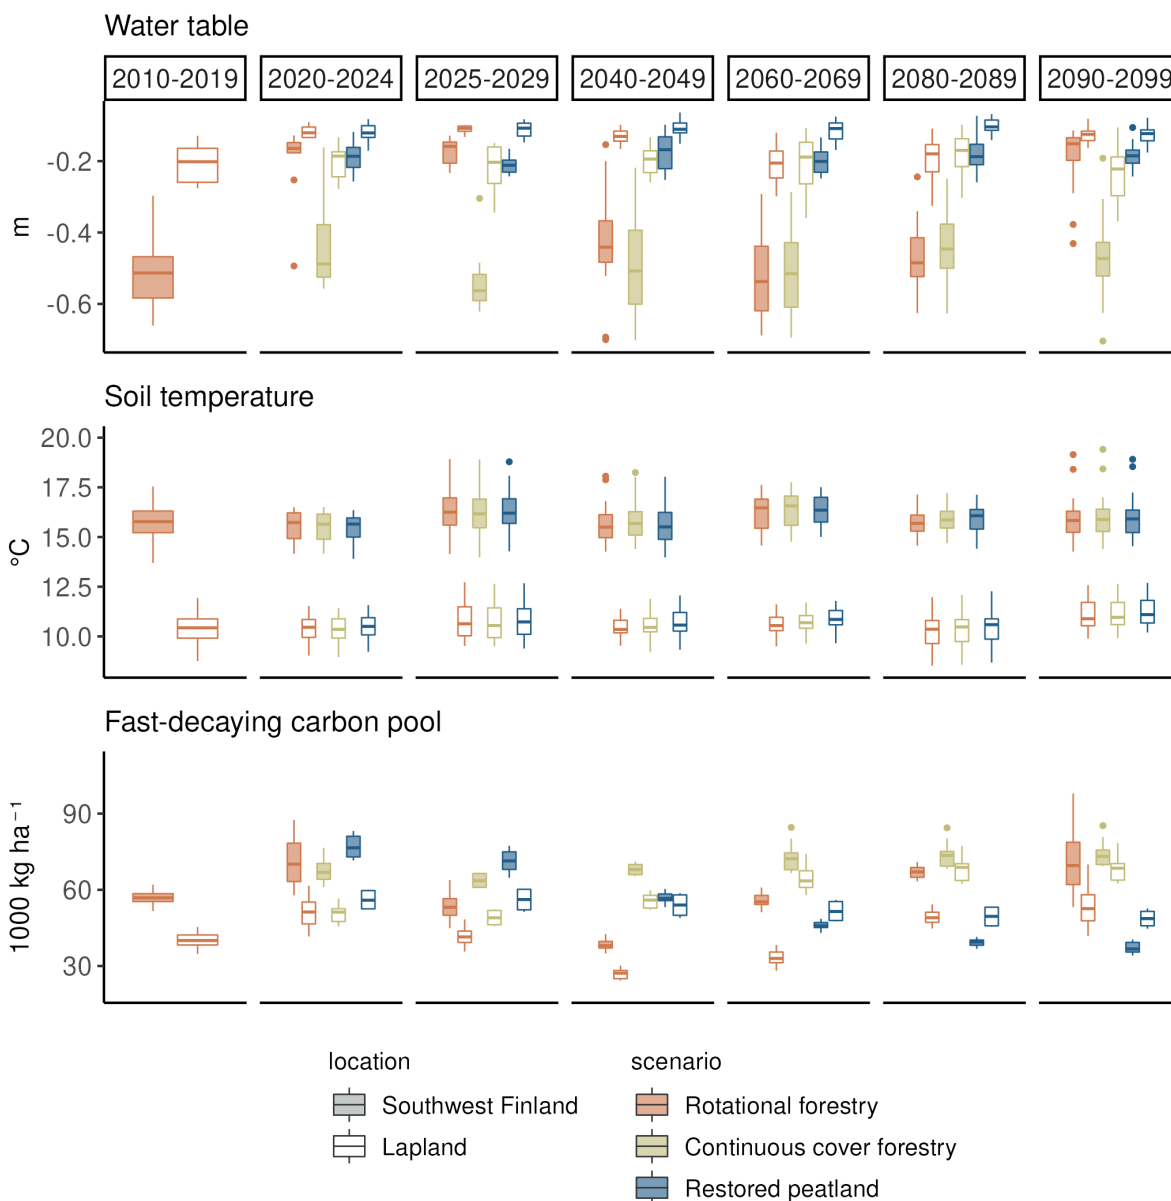 Water table
2010-2019 2020-2024 2025-2029 2040-2049 2060-2069 2080-2089 2090-2099
-0.2
-0.4
-0.6
m
Soil temperature
20.0
17.5
15.0
12.5
10.0
°C
Fast-decaying carbon pool
90
60
30
1000 kg ha⁻¹
location scenario
Southwest Finland Rotational forestry
Lapland Continuous cover forestry
Restored peatland